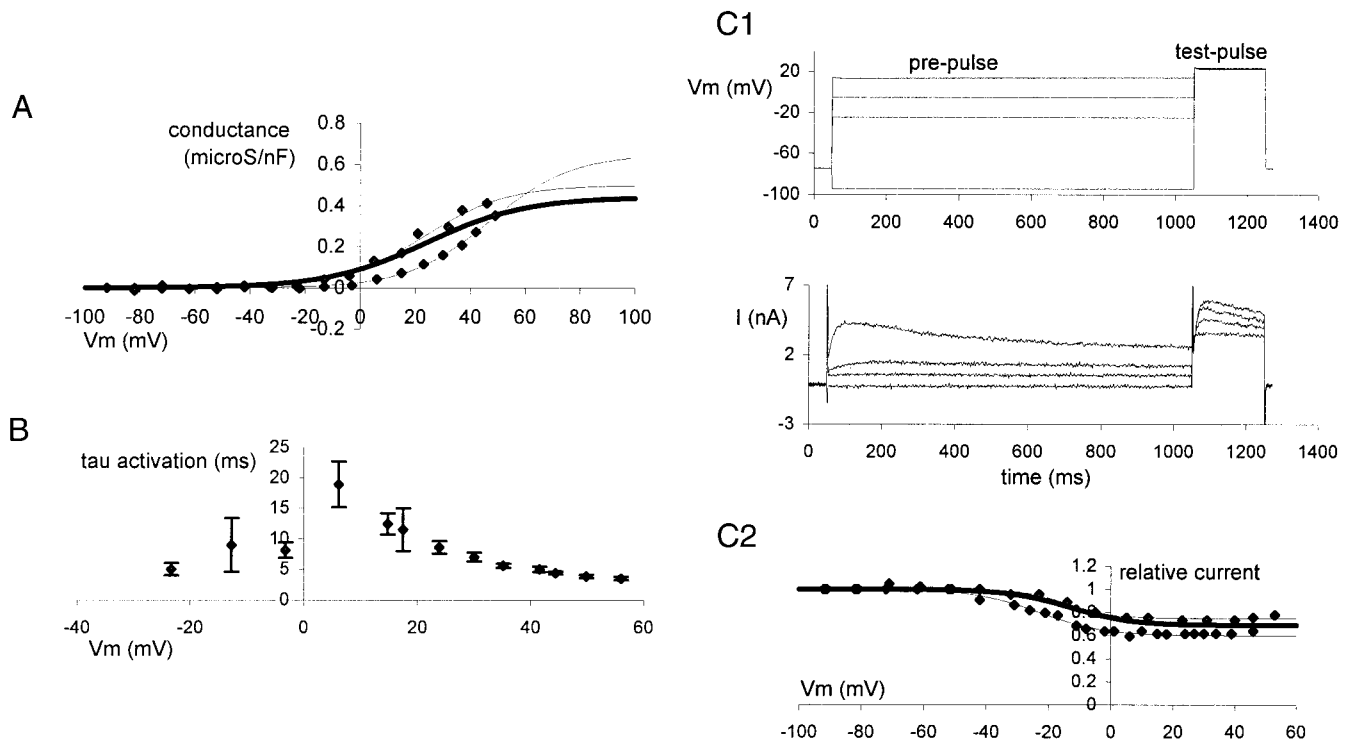 A
conductance
(microS/nF)
0.8
0.6
0.4
0.2
0
-0.2
-100 -80 -60 -40 -20 0 20 40 60 80 100
Vm (mV)
B
tau activation (ms)
25
20
15
10
5
0
-40 -20 0 20 40 60
Vm (mV)
C1
pre-pulse
test-pulse
Vm (mV)
20
-20
-60
-100
0 200 400 600 800 1000 1200 1400
I (nA)
7
2
-3
0 200 400 600 800 1000 1200 1400
time (ms)
C2
relative current
1.2
1
0.8
0.6
0.4
0.2
0
Vm (mV)
-100 -80 -60 -40 -20 0 20 40 60